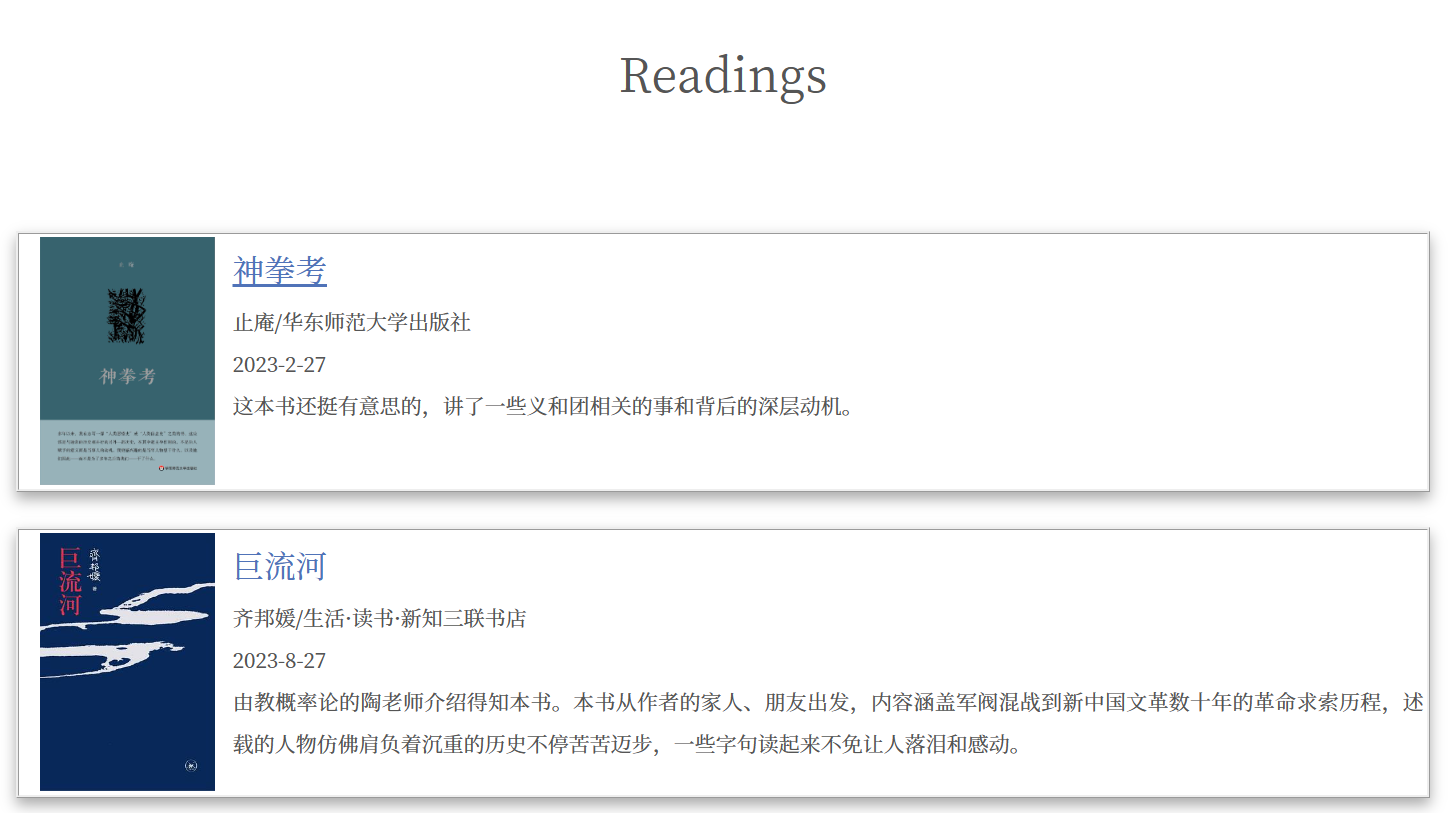 Readings
神拳考
神拳考
止庵/华东师范大学出版社
2023-2-27
这本书还挺有意思的，讲了一些义和团相关的事和背后的深层动机。
巨流河
齐邦媛
巨流河
齐邦媛/生活·读书·新知三联书店
2023-8-27
由教概率论的陶老师介绍得知本书。本书从作者的家人、朋友出发，内容涵盖军阀混战到新中国文革数十年的革命求索历程，述
载的人物仿佛肩负着沉重的历史不停苦苦迈步，一些字句读起来不免让人落泪和感动。